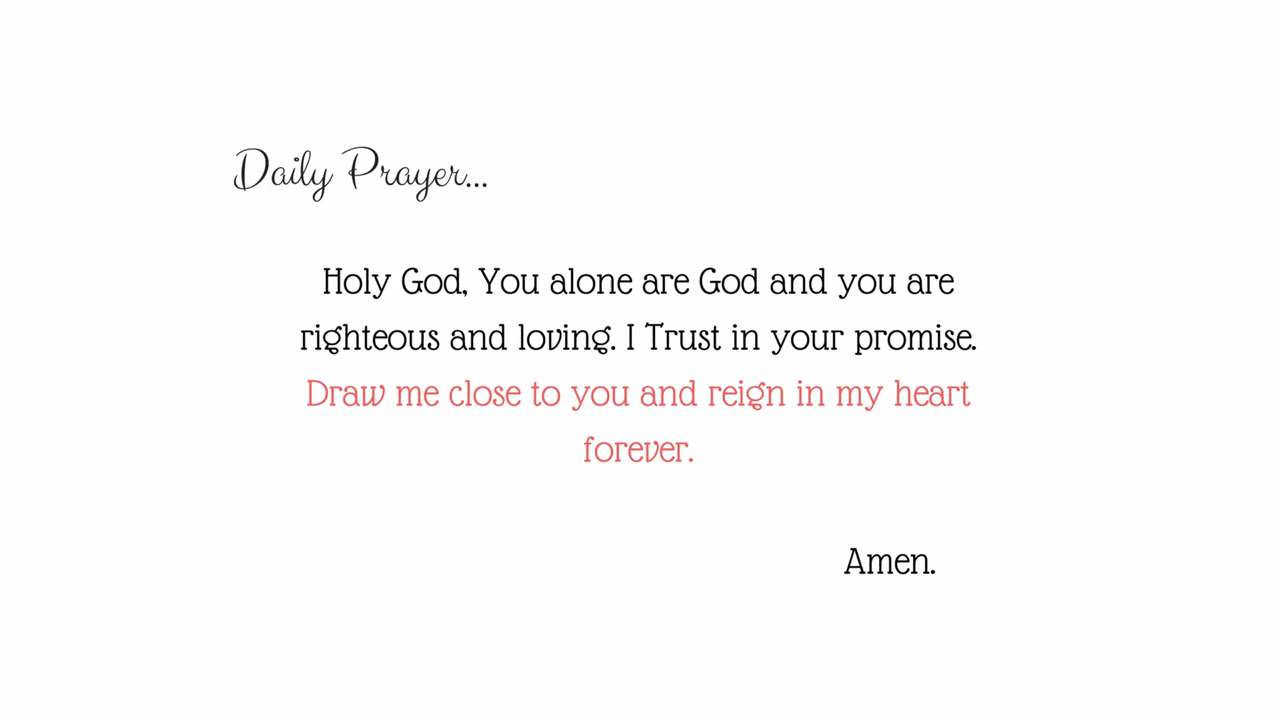 Daily Prayer...
Holy God, You alone are God and you are
righteous and loving. I Trust in your promise.
Draw me close to you and reign in my heart
forever.
Amen.